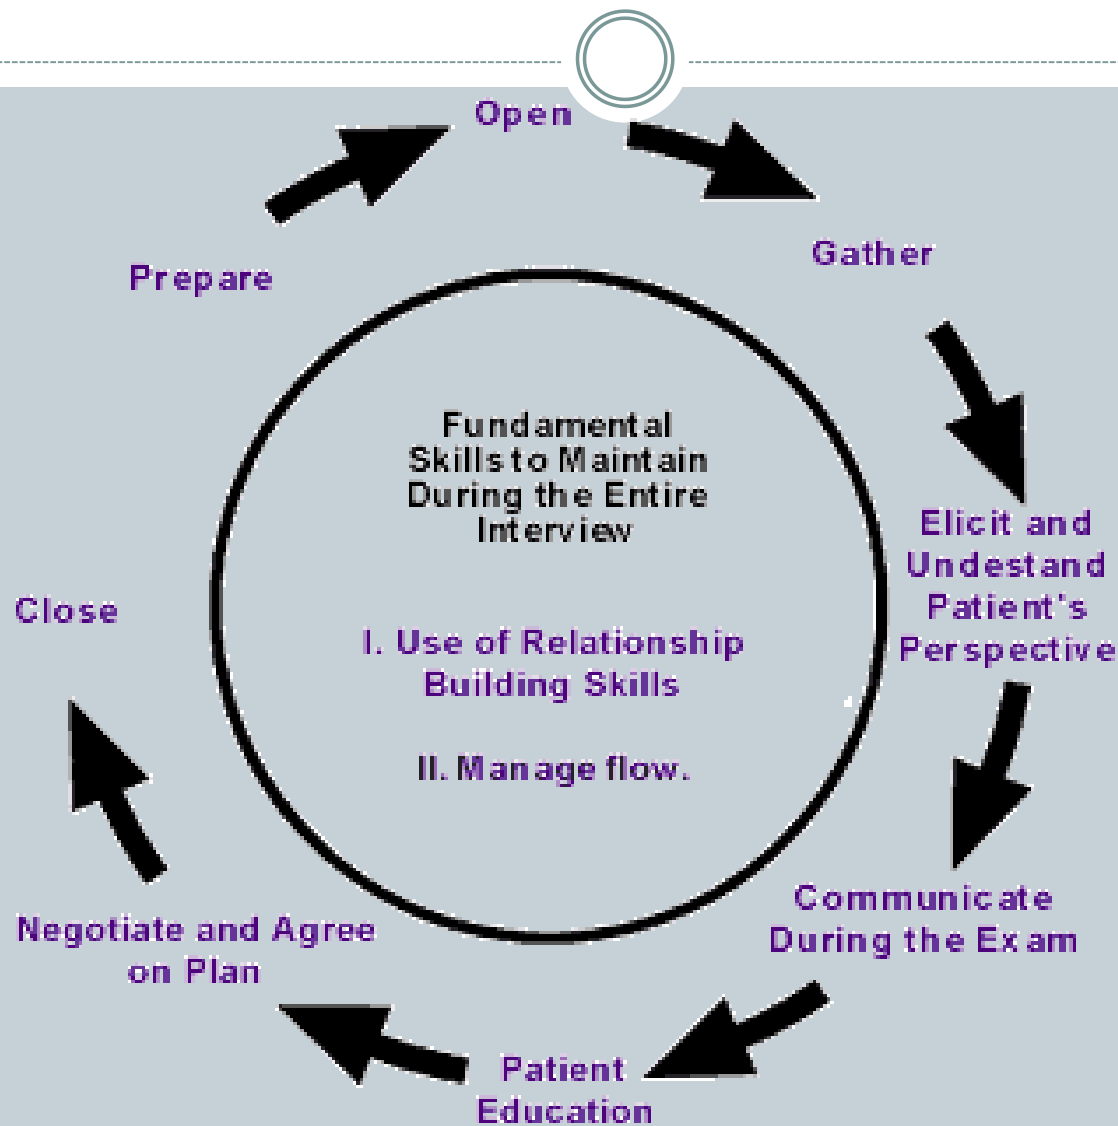 Open
Gather
Prepare
Fundamental
Skills to Maintain
During the Entire
Interview
Elicit and
Undestand
Patient's
Perspective
Close
I. Use of Relationship
Building Skills
II. Manage flow.
Communicate
During the Exam
Negotiate and Agree
on Plan
Patient
Education